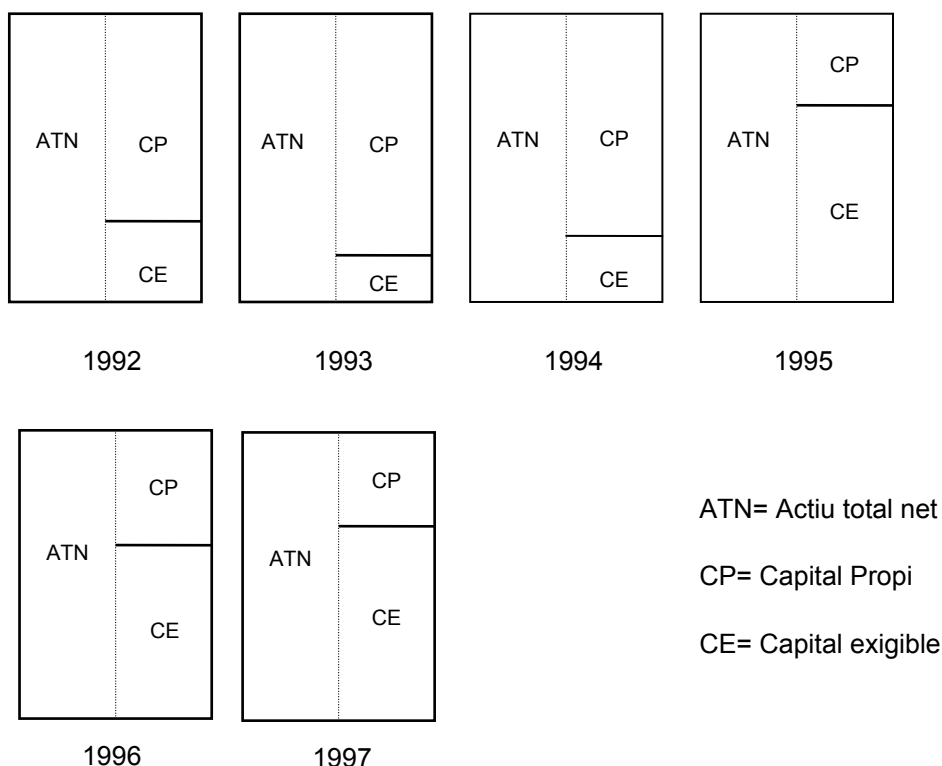 ATN
CP
CE
1992
ATN
CP
CE
1993
ATN
CP
CE
1994
ATN
CP
CE
1995
ATN
CP
CE
1996
ATN
CP
CE
1997
ATN= Actiu total net
CP= Capital Propi
CE= Capital exigible